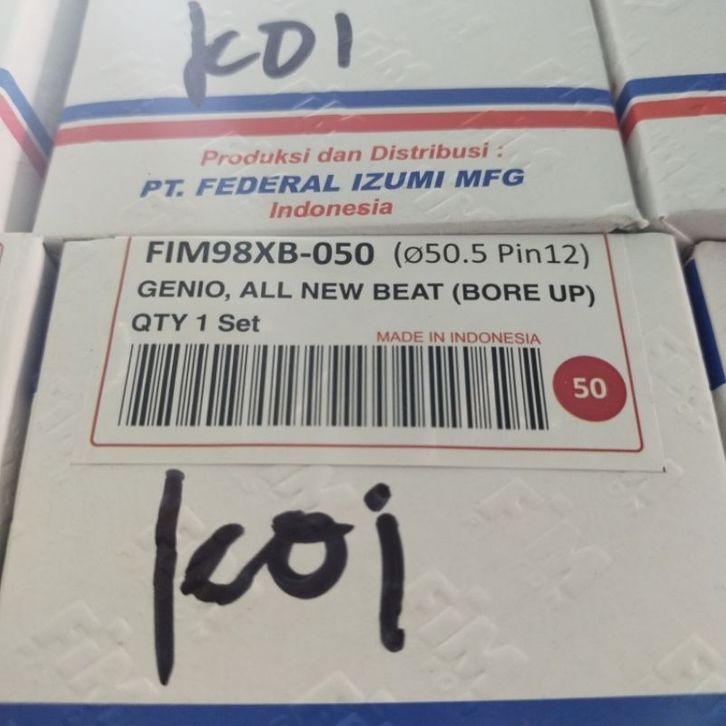 KOI
Produksi dan Distribusi :
PT. FEDERAL IZUMI MFG
Indonesia
FIM98XB-050 (ø50.5 Pin12)
GENIO, ALL NEW BEAT (BORE UP)
QTY 1 Set
MADE IN INDONESIA
50
koi